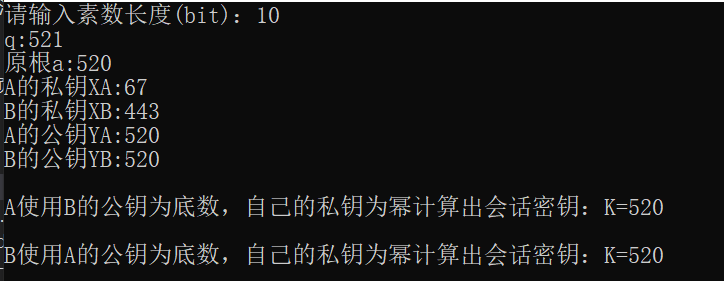 请输入素数长度(bit)：10
q:521
原根a:520
A的私钥XA:67
B的私钥XB:443
A的公钥YA:520
B的公钥YB:520
A使用B的公钥为底数，自己的私钥为幂计算出会话密钥：K=520
B使用A的公钥为底数，自己的私钥为幂计算出会话密钥：K=520